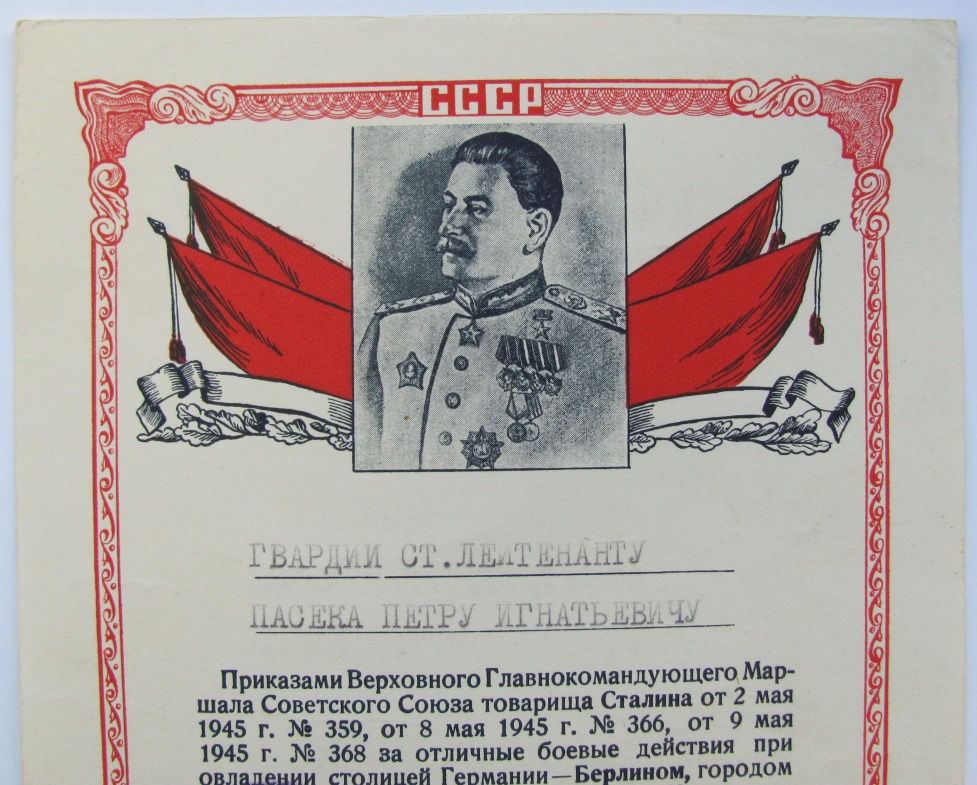 СССР
ГВАРДИИ СТ.ЛЕИТЕНАНТУ
ПАСЕКА ПЕТРУ ИГНАТЬЕВИЧУ
Приказами Верховного Главнокомандующего Мар-
шала Советского Союза товарища Сталина от 2 мая
1945 г. № 359, от 8 мая 1945 г. № 366, от 9 мая
1945 г. № 368 за отличные боевые действия при
овладении столицей Германии—Берлином, городом